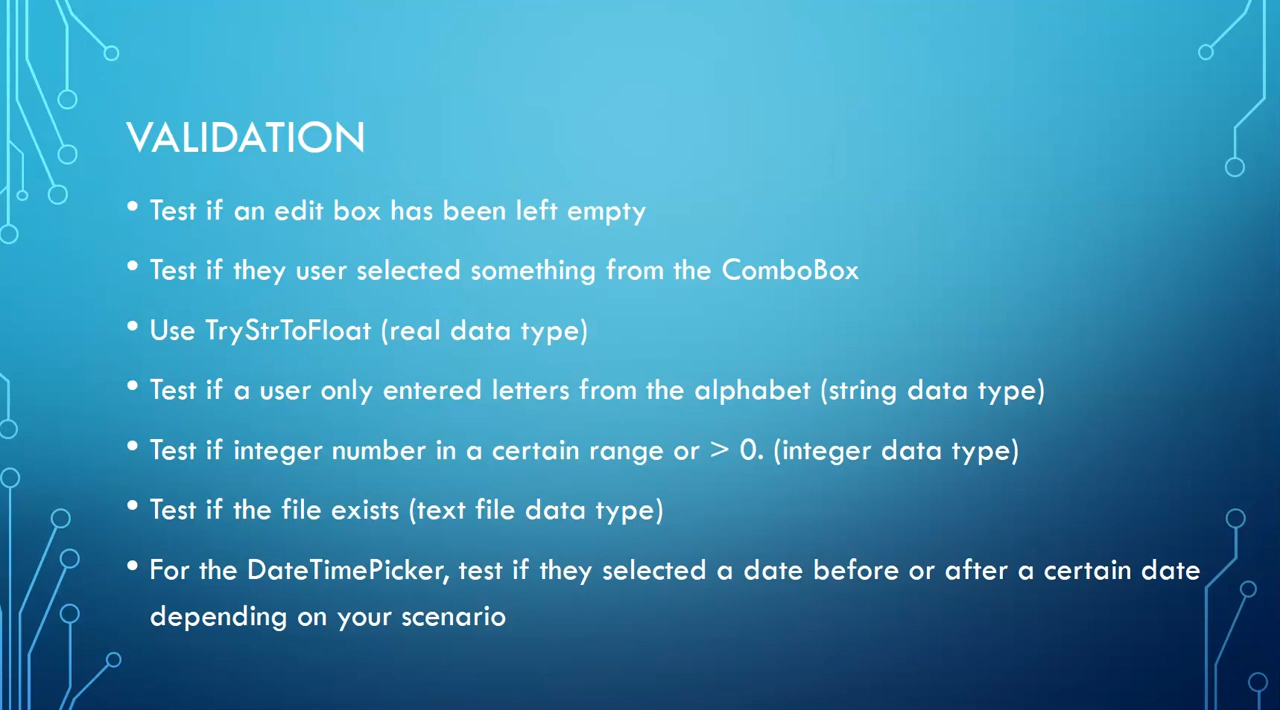 VALIDATION
• Test if an edit box has been left empty
• Test if they user selected something from the ComboBox
• Use TryStrToFloat (real data type)
• Test if a user only entered letters from the alphabet (string data type)
• Test if integer number in a certain range or > 0. (integer data type)
• Test if the file exists (text file data type)
• For the DateTimePicker, test if they selected a date before or after a certain date
depending on your scenario